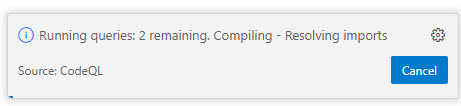 Running queries: 2 remaining. Compiling - Resolving imports
Source: CodeQL
Cancel